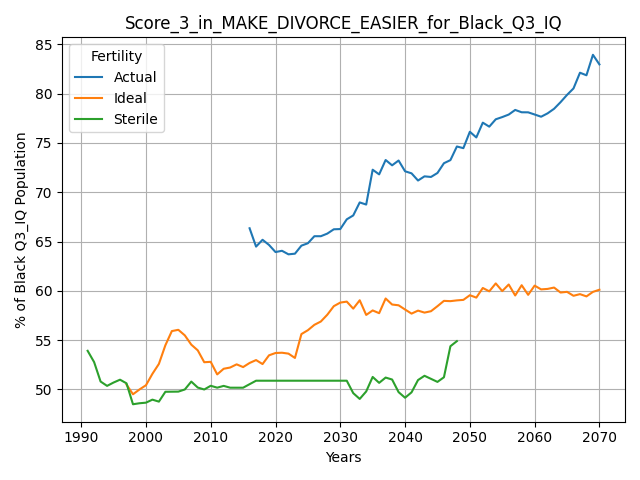 Score_3_in_MAKE_DIVORCE_EASIER_for_Black_Q3_IQ
Fertility
Actual
Ideal
Sterile
% of Black Q3_IQ Population
85
80
75
70
65
60
55
50
1990 2000 2010 2020 2030 2040 2050 2060 2070
Years